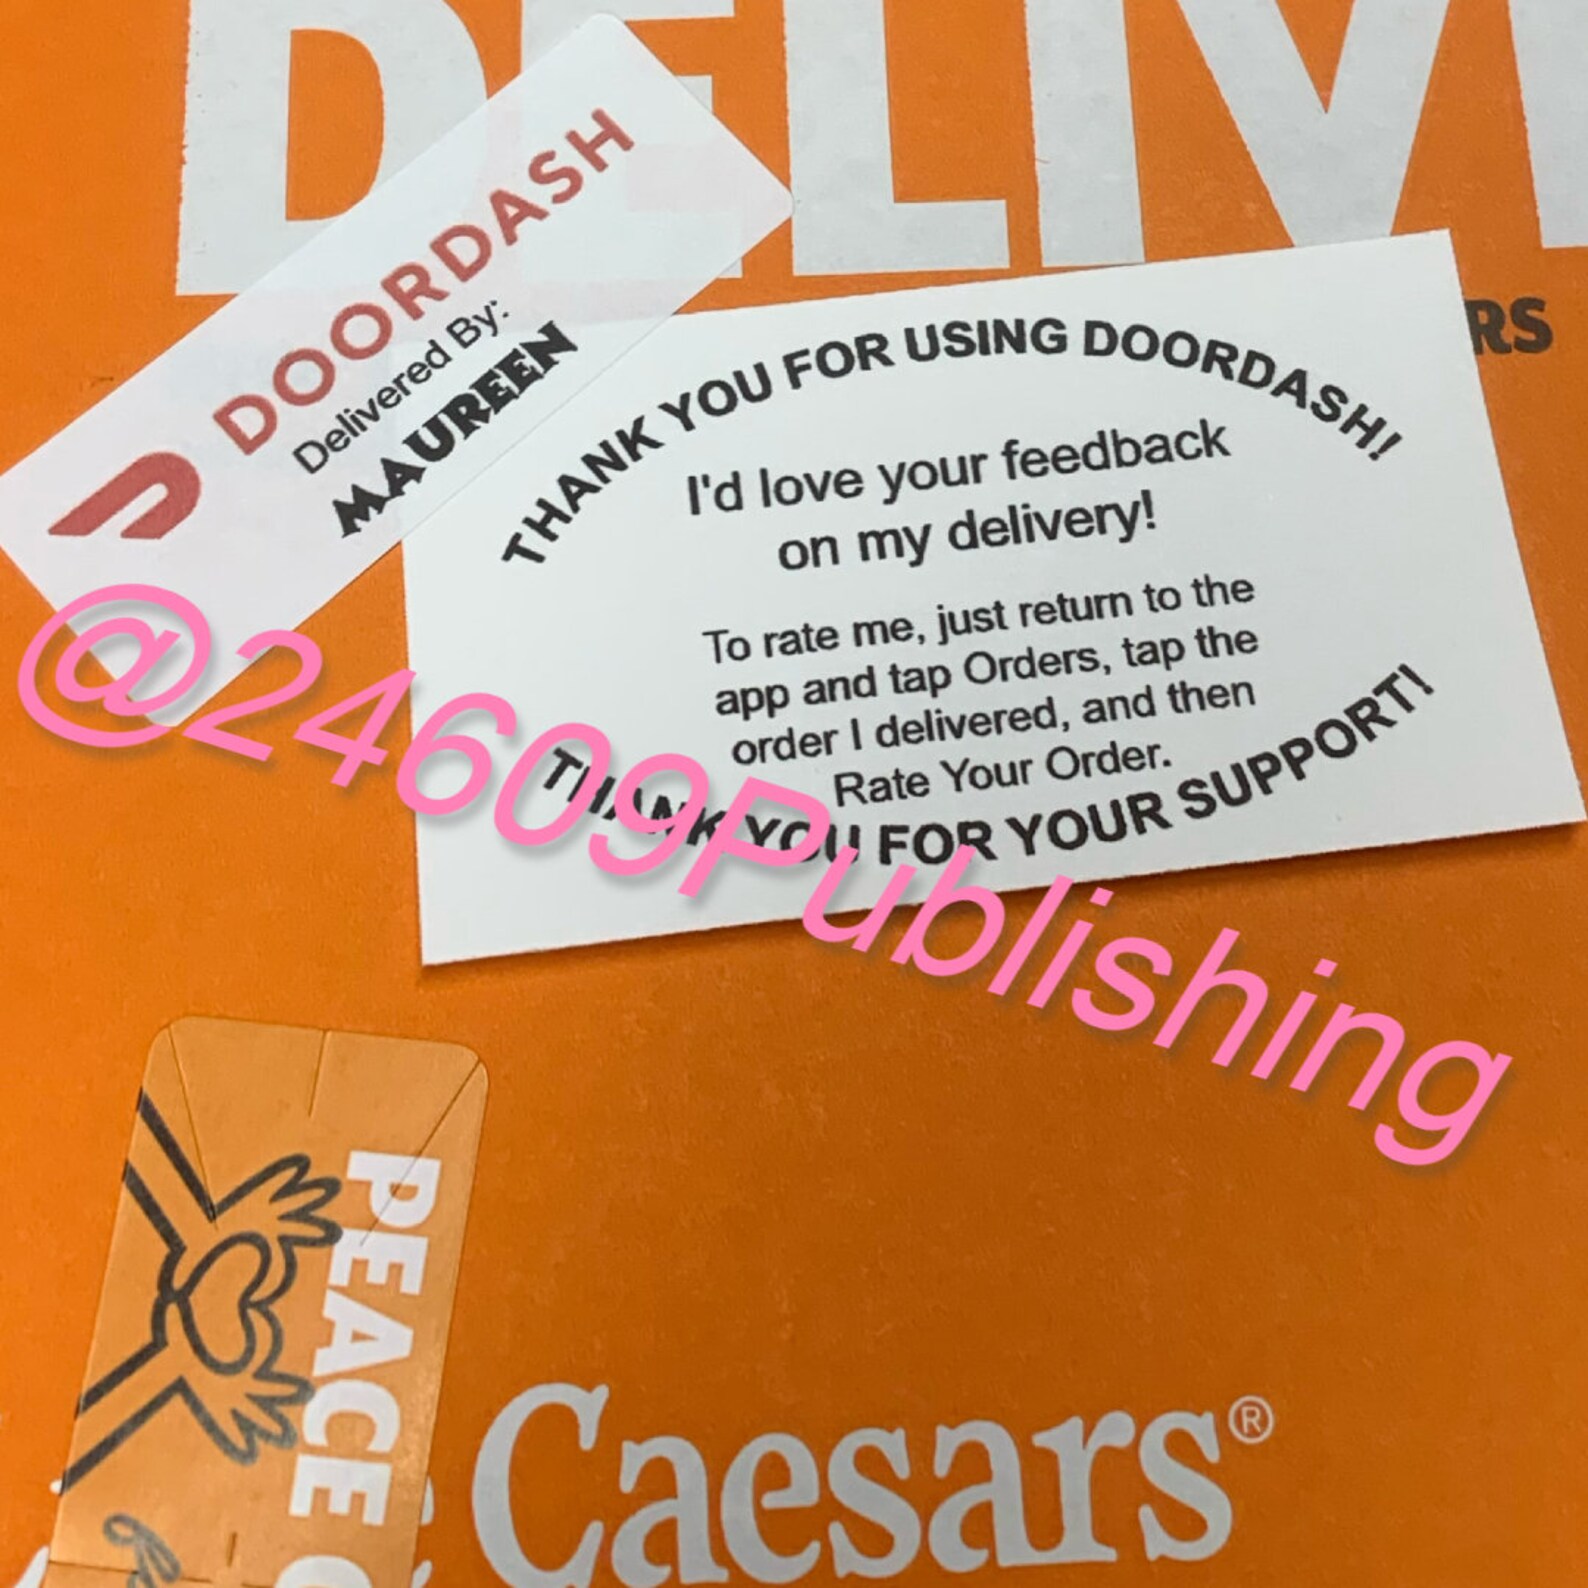 DELIV
RS
DOORDASH
Delivered By:
MAUREEN
THANK YOU FOR USING DOORDASH!
I'd love your feedback
on my delivery!
To rate me, just return to the
app and tap Orders, tap the
order I delivered, and then
Rate Your Order.
THANK YOU FOR YOUR SUPPORT!
@24609Publishing
PEACE
Caesars®